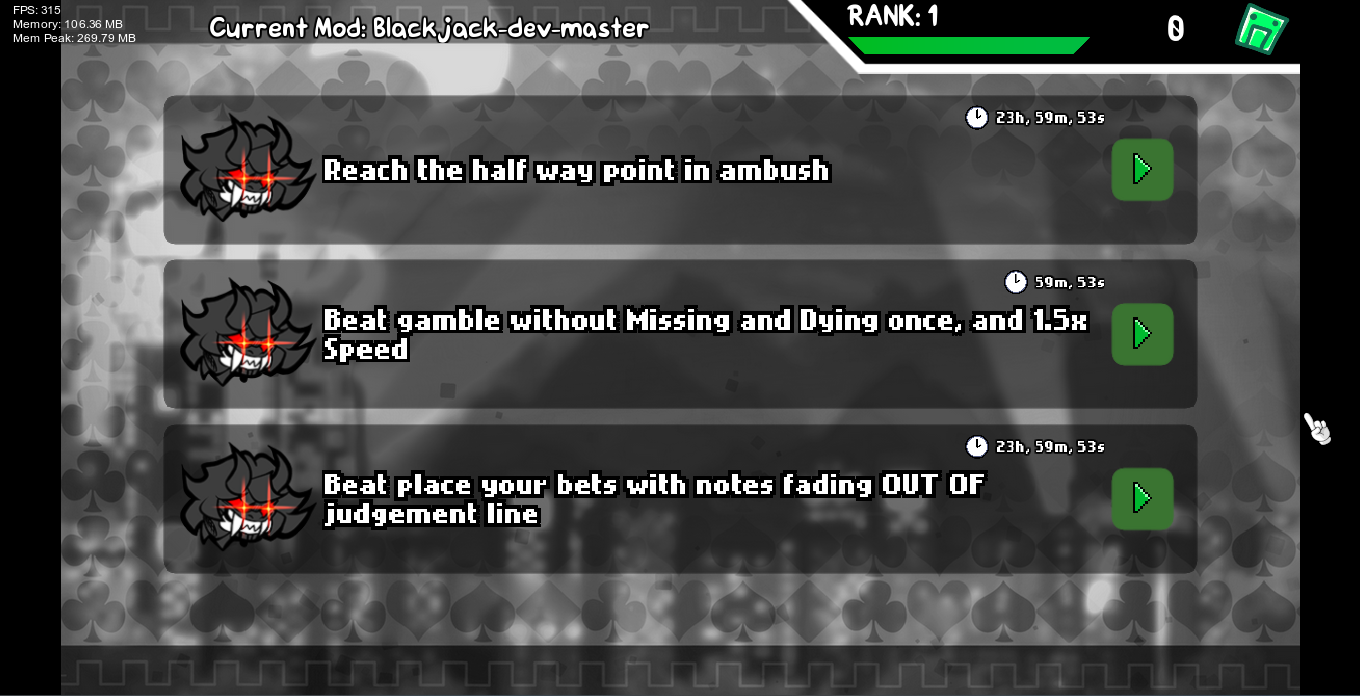 FPS: 315
Memory: 106.36 MB
Mem Peak: 269.79 MB
Current Mod: Blackjack-dev-master
RANK: 1
0
23h, 59m, 53s
Reach the half way point in ambush
59m, 53s
Beat gamble without Missing and Dying once, and 1.5x
Speed
23h, 59m, 53s
Beat place your bets with notes fading OUT OF
judgement line